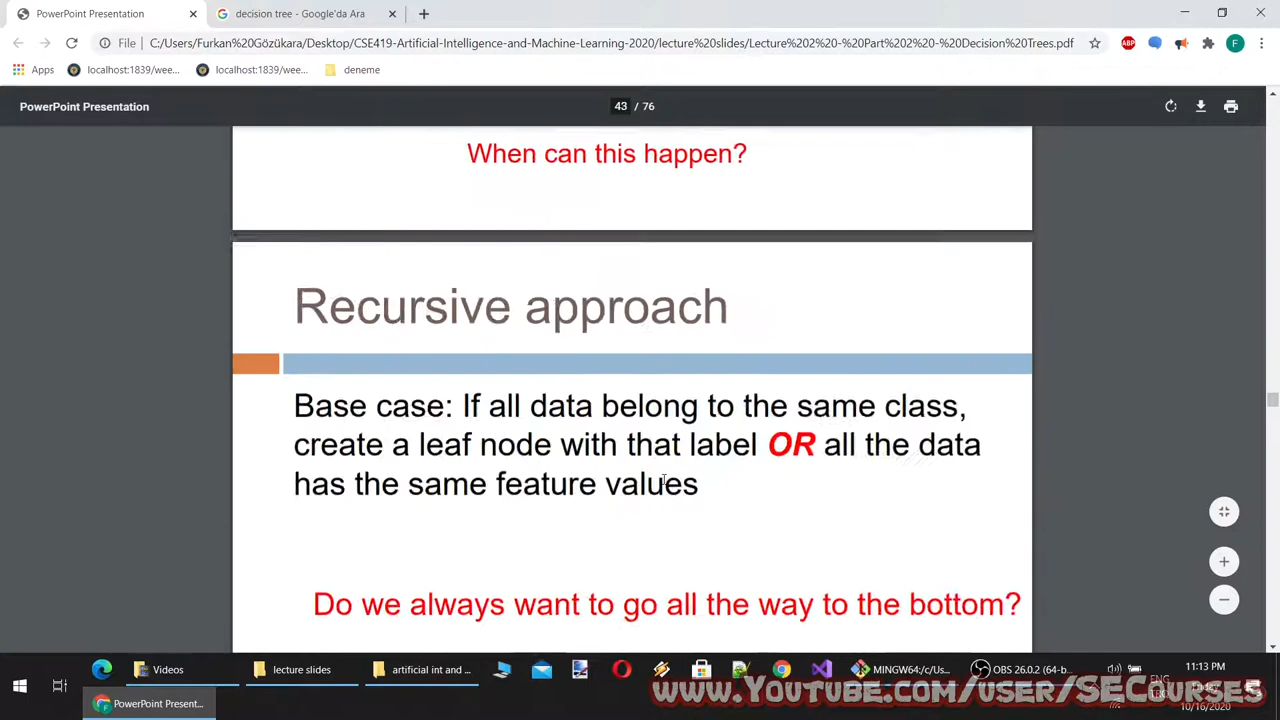 PowerPoint Presentation
decision tree - Google'da Ara
File
C:/Users/Furkan%20Gözükara/Desktop/CSE419-Artificial-Intelligence-and-Machine-Learning-2020/lecture%20slides/Lecture%202%20-%20Part%202%20-%20Decision%20Trees.pdf
ABP
F
Apps
localhost:1839/wee...
localhost:1839/wee...
deneme
PowerPoint Presentation
43 / 76
When can this happen?
Recursive approach
Base case: If all data belong to the same class,
create a leaf node with that label OR all the data
has the same feature values
Do we always want to go all the way to the bottom?
Videos
lecture slides
artificial int and ...
MINGW64:/c/Us...
OBS 26.0.2 (64-b...
ENG
11:13 PM
Friday
PowerPoint Present...
10/16/2020
www.Youtube.com/user/SECourses